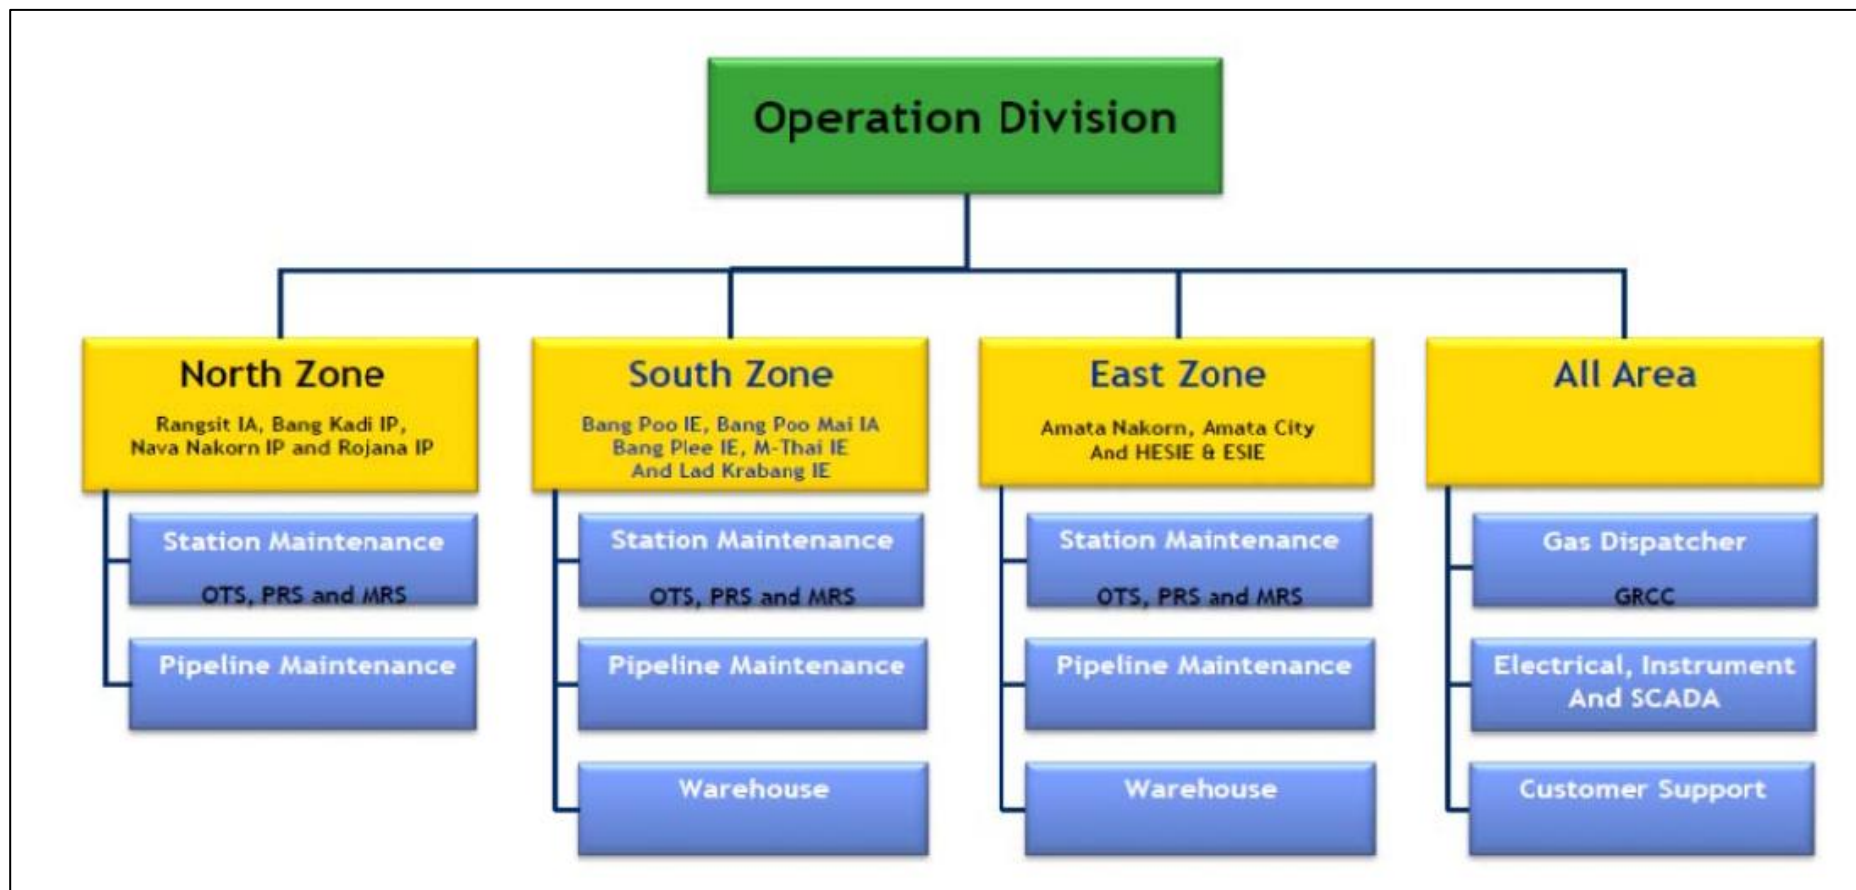 Operation Division
North Zone
Rangsit IA, Bang Kadi IP,
Nava Nakorn IP and Rojana IP
Station Maintenance
OTS, PRS and MRS
Pipeline Maintenance
South Zone
Bang Poo IE, Bang Poo Mai IA
Bang Plee IE, M-Thai IE
And Lad Krabang IE
Station Maintenance
OTS, PRS and MRS
Pipeline Maintenance
Warehouse
East Zone
Amata Nakorn, Amata City
And HESIE & ESIE
Station Maintenance
OTS, PRS and MRS
Pipeline Maintenance
Warehouse
All Area
Gas Dispatcher
GRCC
Electrical, Instrument
And SCADA
Customer Support